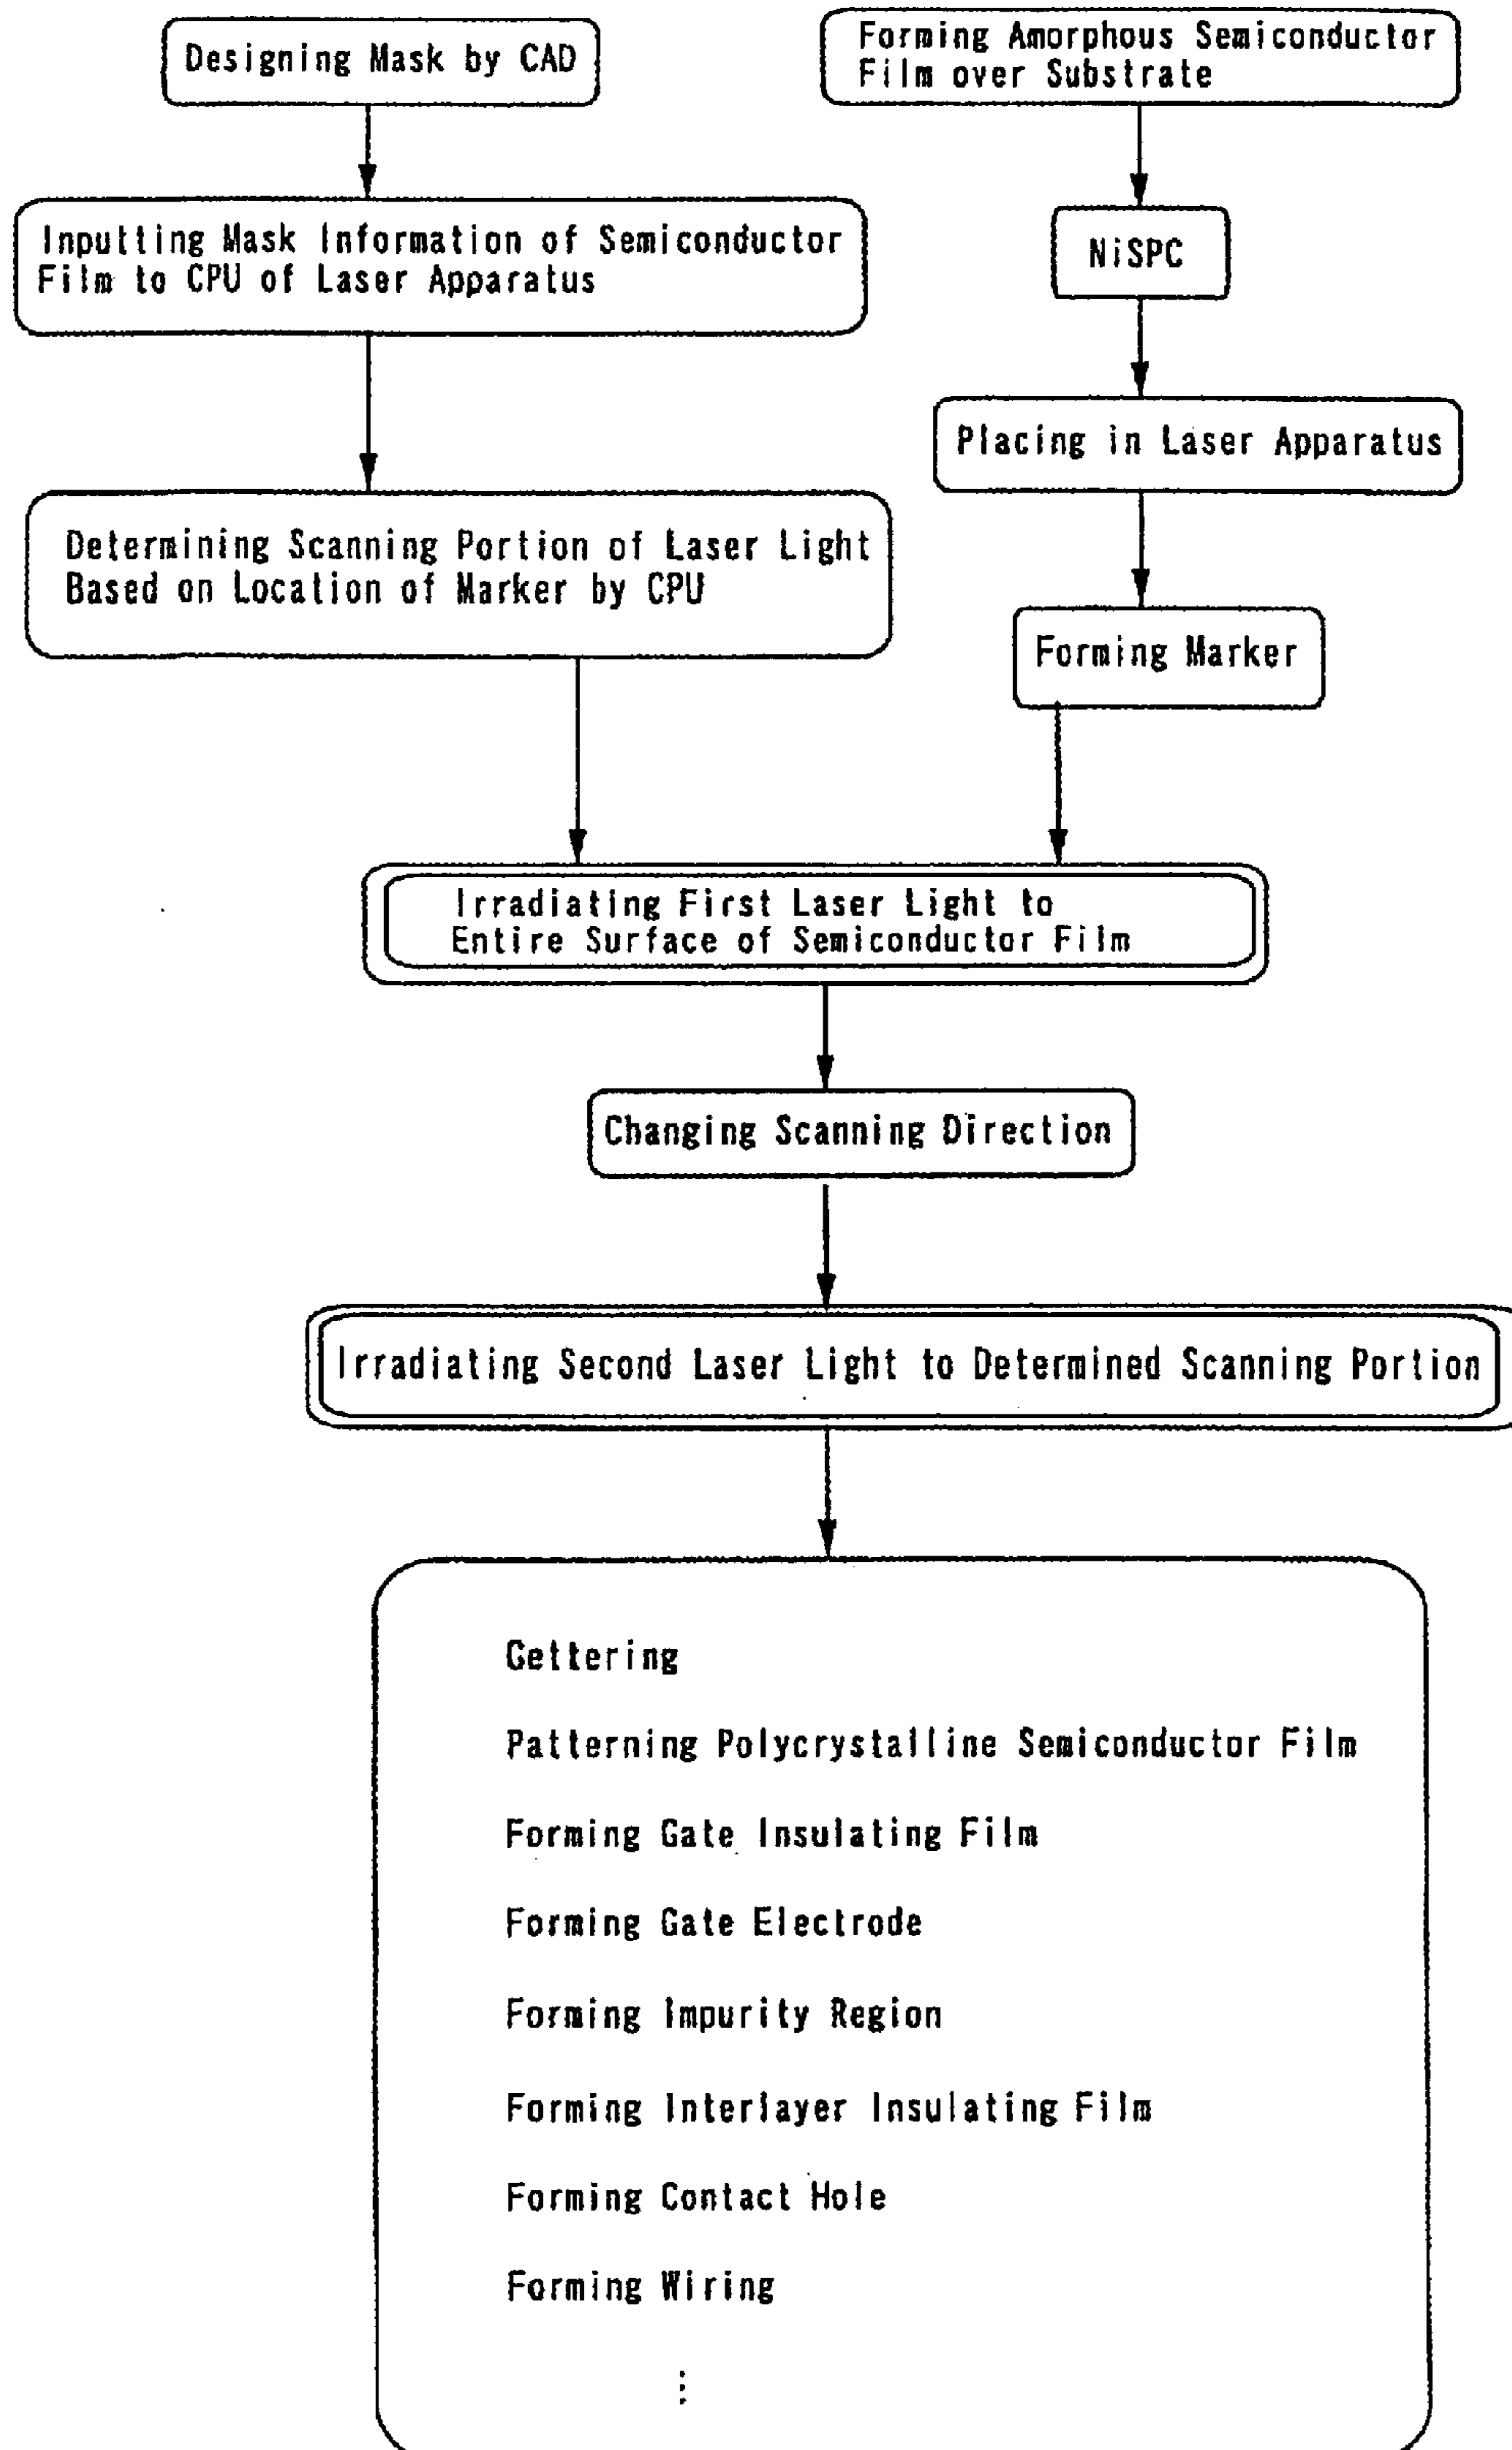 Designing Mask by CAD
Inputting Mask Information of Semiconductor
Film to CPU of Laser Apparatus
Determining Scanning Portion of Laser Light
Based on Location of Marker by CPU
Forming Amorphous Semiconductor
Film over Substrate
NiSPC
Placing in Laser Apparatus
Forming Marker
Irradiating First Laser Light to
Entire Surface of Semiconductor Film
Changing Scanning Direction
Irradiating Second Laser Light to Determined Scanning Portion
Gettering
Patterning Polycrystalline Semiconductor Film
Forming Gate Insulating Film
Forming Gate Electrode
Forming Impurity Region
Forming Interlayer Insulating Film
Forming Contact Hole
Forming Wiring
⋮